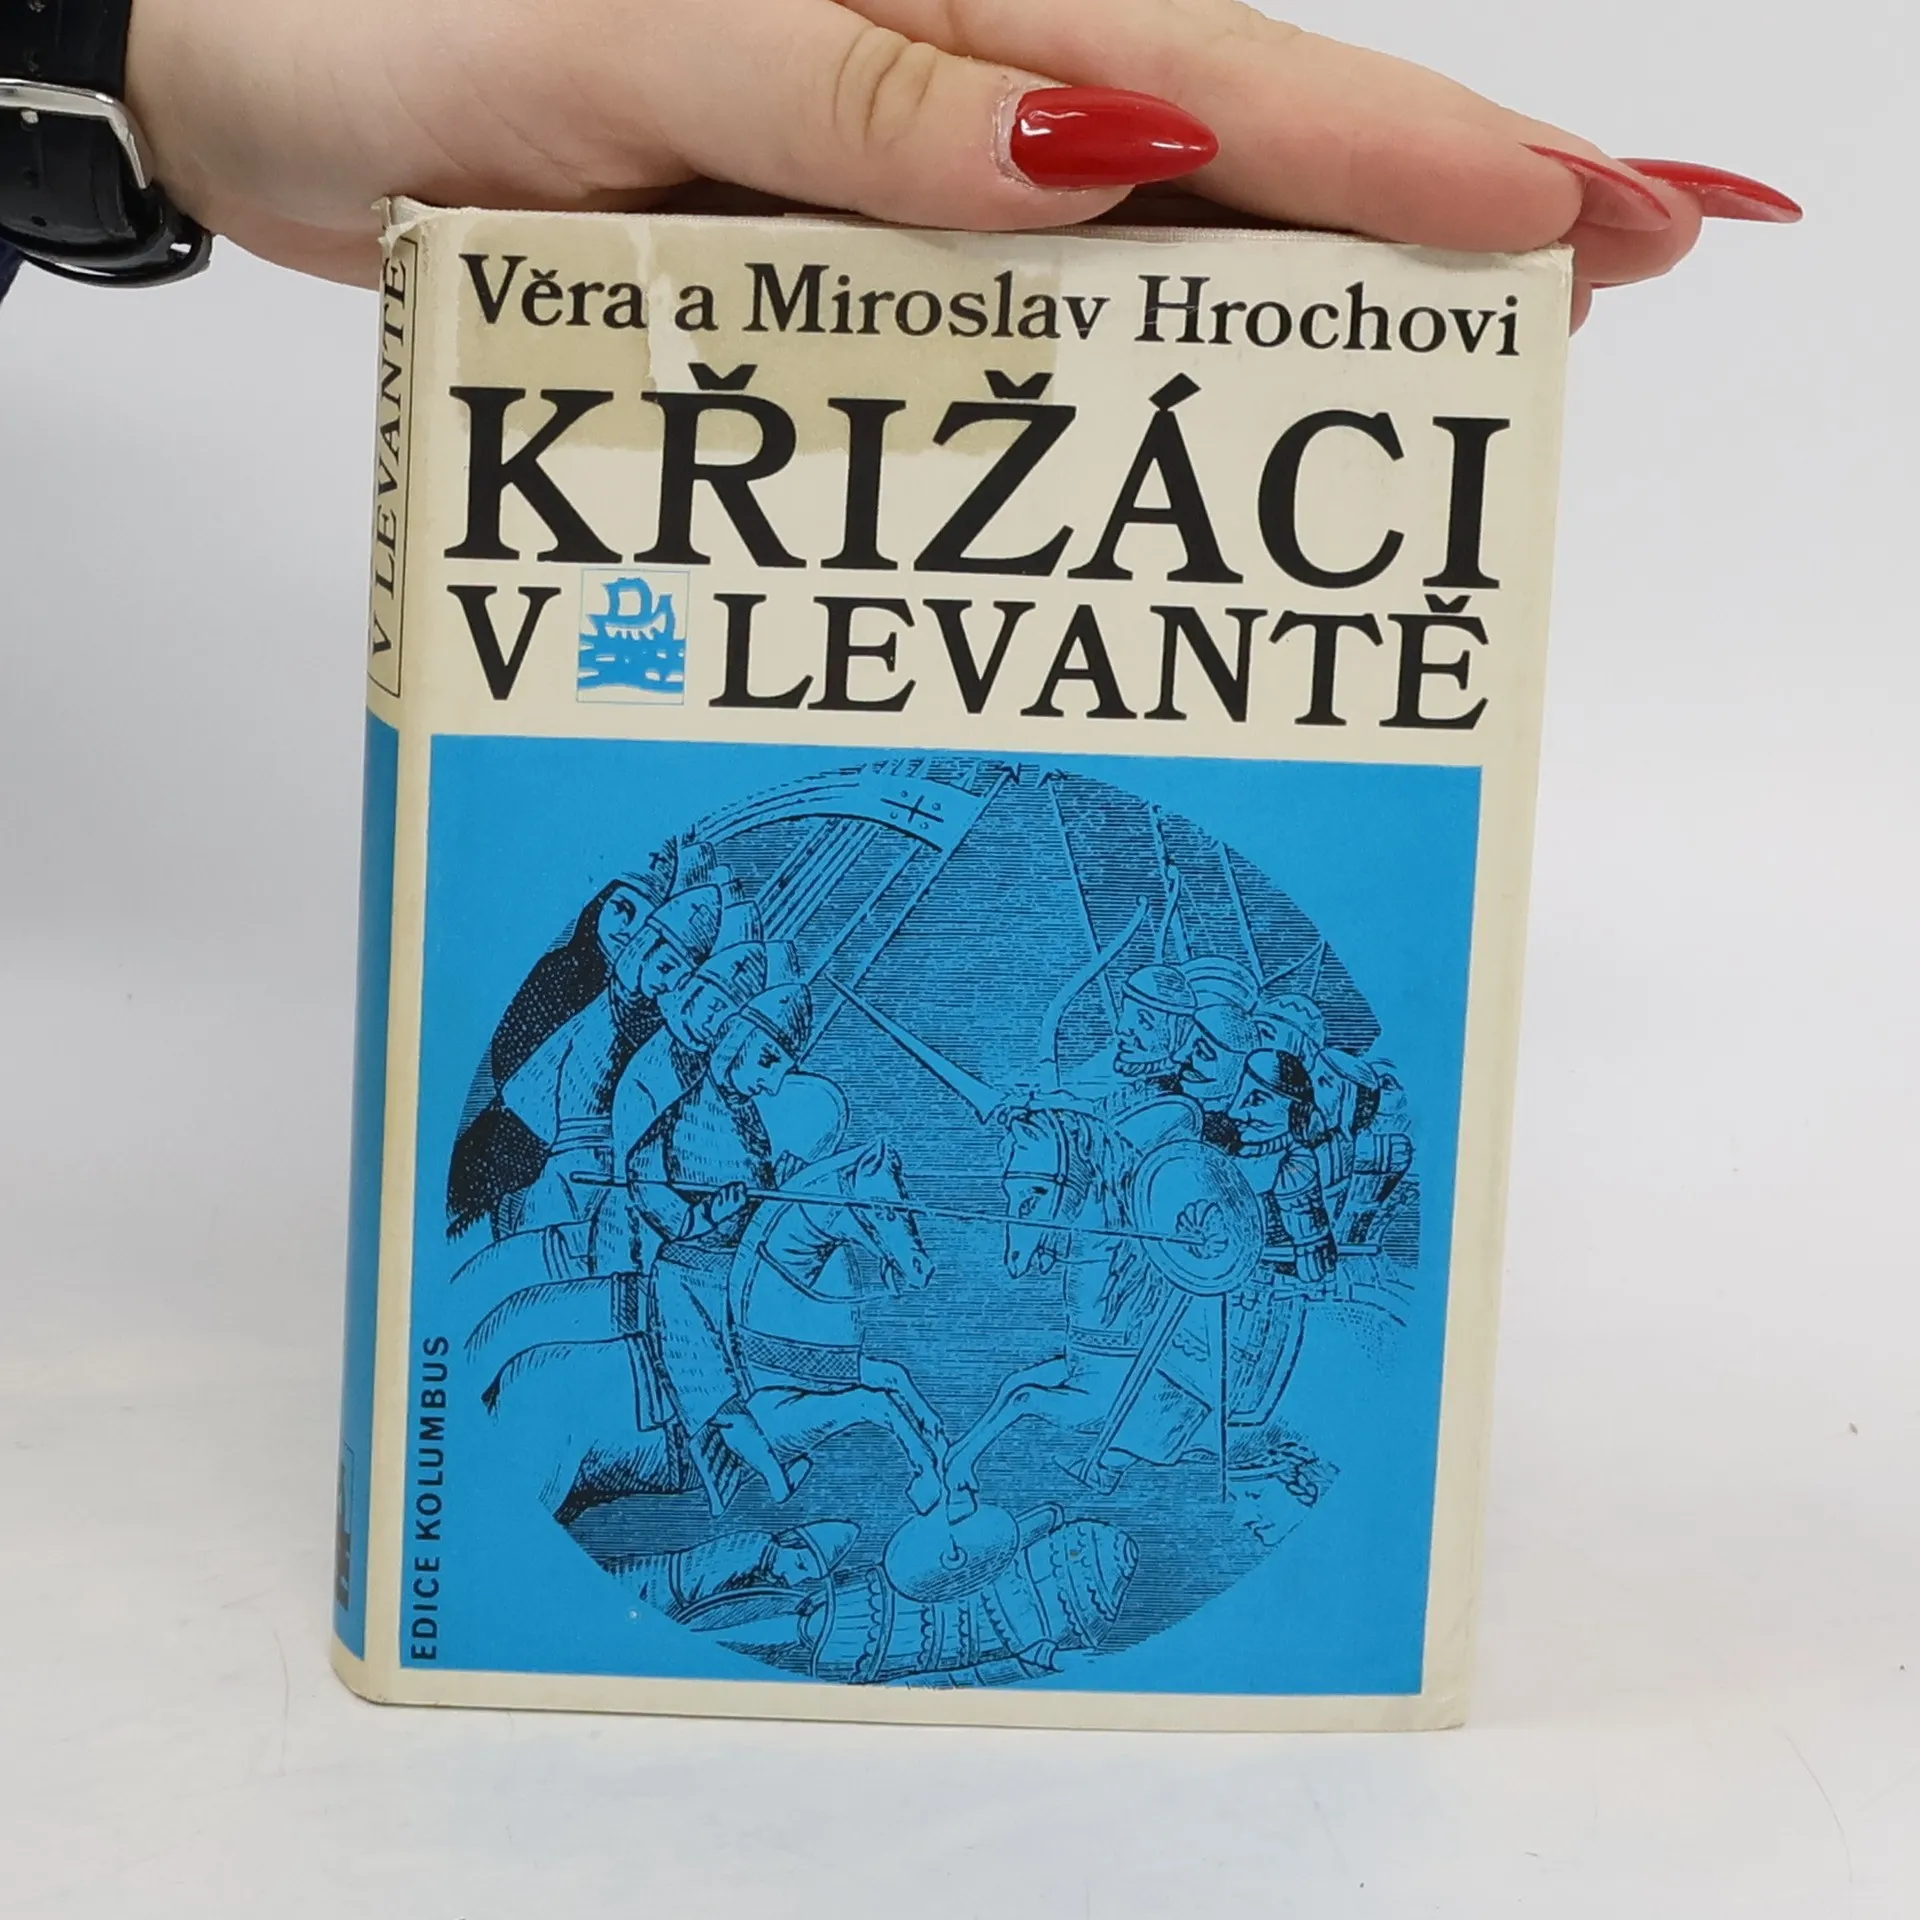 Věra a Miroslav Hrochovi
KŘIŽÁCI
V LEVANTĚ
EDICE KOLUMBUS
V LEVANTĚ